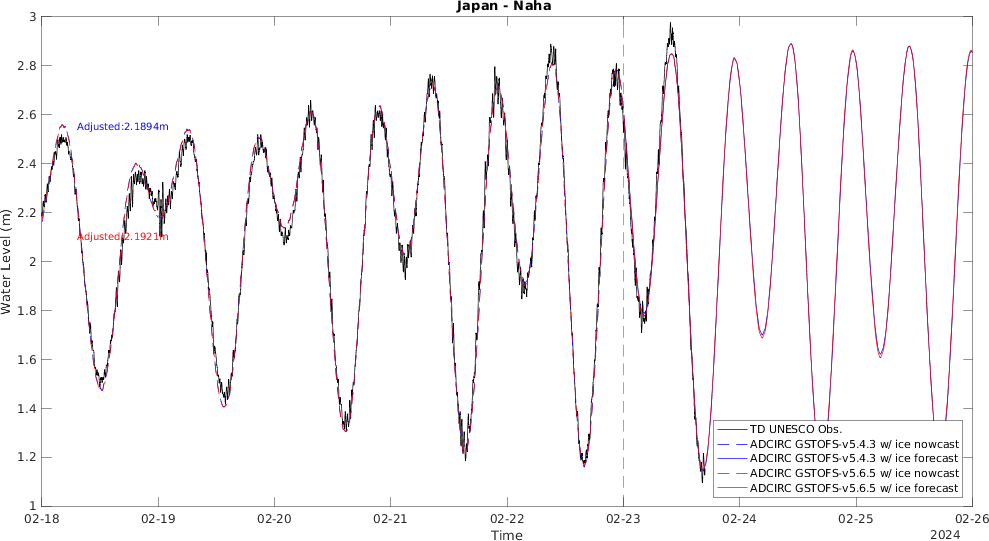 Japan - Naha
3
2.8
2.6
2.4
2.2
2
1.8
1.6
1.4
1.2
1
Water Level (m)
Adjusted:2.1894m
Adjusted:2.1921m
TD UNESCO Obs.
ADCIRC GSTOFS-v5.4.3 w/ ice nowcast
ADCIRC GSTOFS-v5.4.3 w/ ice forecast
ADCIRC GSTOFS-v5.6.5 w/ ice nowcast
ADCIRC GSTOFS-v5.6.5 w/ ice forecast
02-18 02-19 02-20 02-21 02-22 02-23 02-24 02-25 02-26
Time
2024